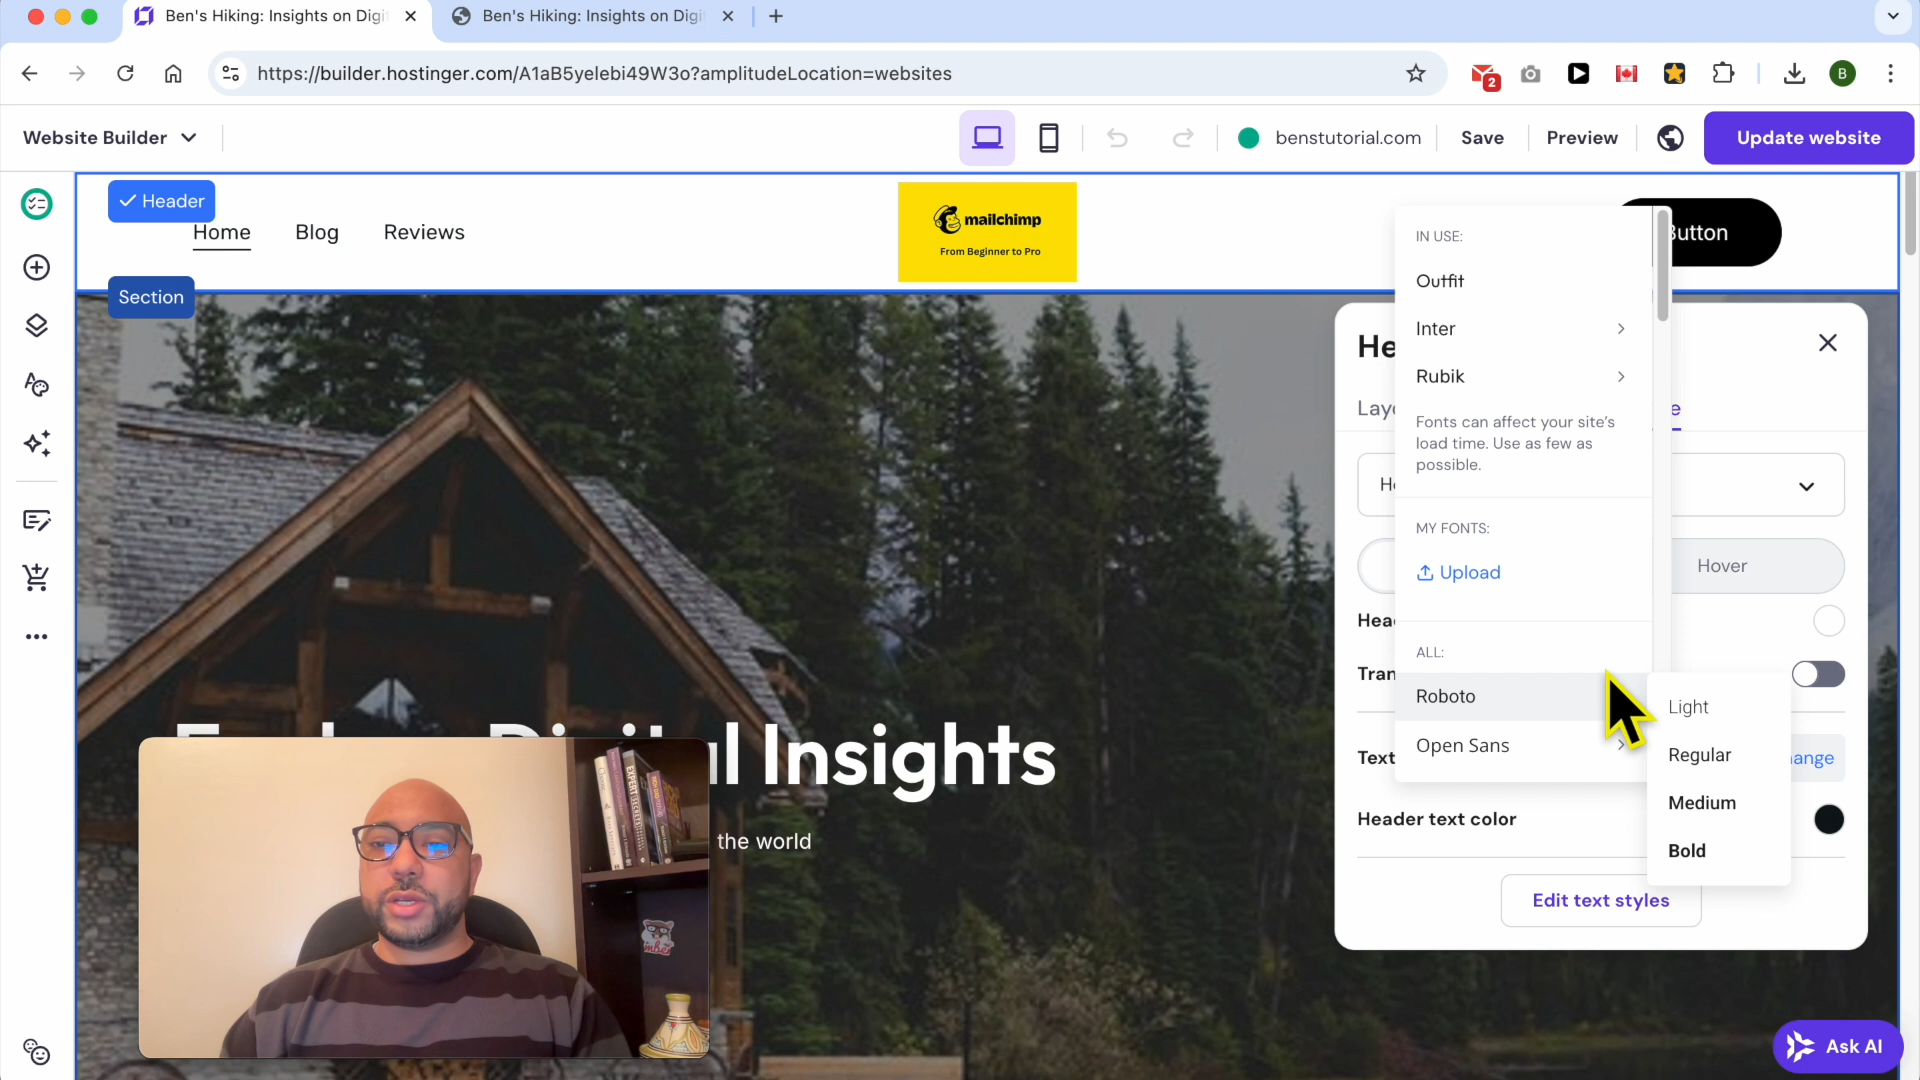 Ben's Hiking: Insights on Digi
Ben's Hiking: Insights on Digi
https://builder.hostinger.com/A1aB5yelebi49W3o?amplitudeLocation=websites
2
B
Website Builder
benstutorial.com
Save
Preview
Update website
Header
Home
Blog
Reviews
mailchimp
From Beginner to Pro
Button
Section
IN USE:
Outfit
Inter
Rubik
Fonts can affect your site's
load time. Use as few as
possible.
MY FONTS:
Upload
ALL:
Roboto
Open Sans
Light
Regular
Medium
Bold
Hover
Text
Header text color
Edit text styles
Insights
the world
EXPERT
SECRETS
Ask AI